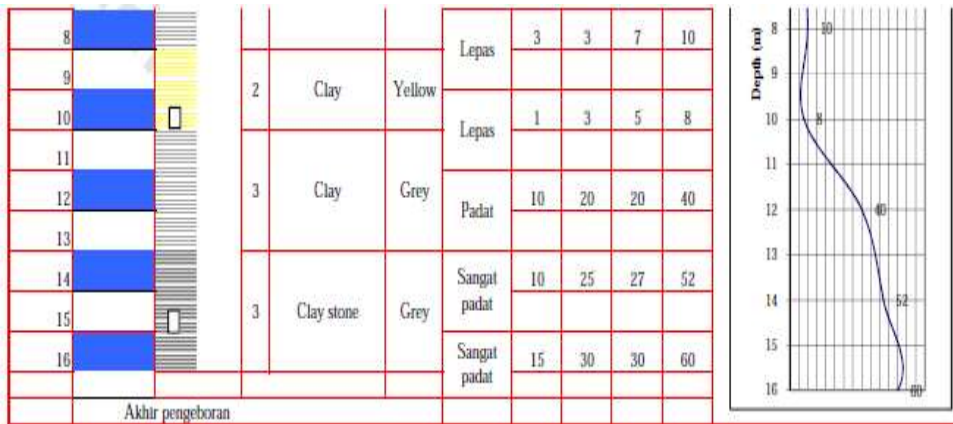 8 Lepas 3 3 7 10
9
2 Clay Yellow
10 Lepas 1 3 5 8
11
3 Clay Grey
12 Padat 10 20 20 40
13
14 Sangat padat 10 25 27 52
15
3 Clay stone Grey
16 Sangat padat 15 30 30 60
Akhir pengeboran
Depth (m)
8 10
9
10 8
11
12 40
13
14 52
15
16 60